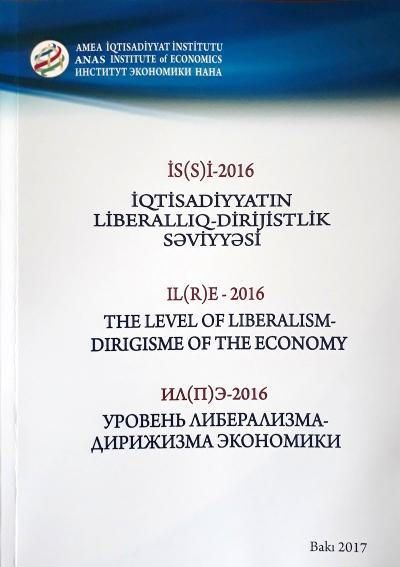 AMEA İQTİSADİYYAT İNSTİTUTU
ANAS INSTITUTE of ECONOMICS
ИНСТИТУТ ЭКОНОМИКИ НАНА
İS(S)İ-2016
İQTİSADİYYATIN
LİBERALLIQ-DİRİJİSTLİK
SƏVİYYƏSİ
IL(R)E - 2016
THE LEVEL OF LIBERALISM-
DIRIGISME OF THE ECONOMY
ИЛ(П)Э-2016
УРОВЕНЬ ЛИБЕРАЛИЗМА-
ДИРИЖИЗМА ЭКОНОМИКИ
Bakı 2017